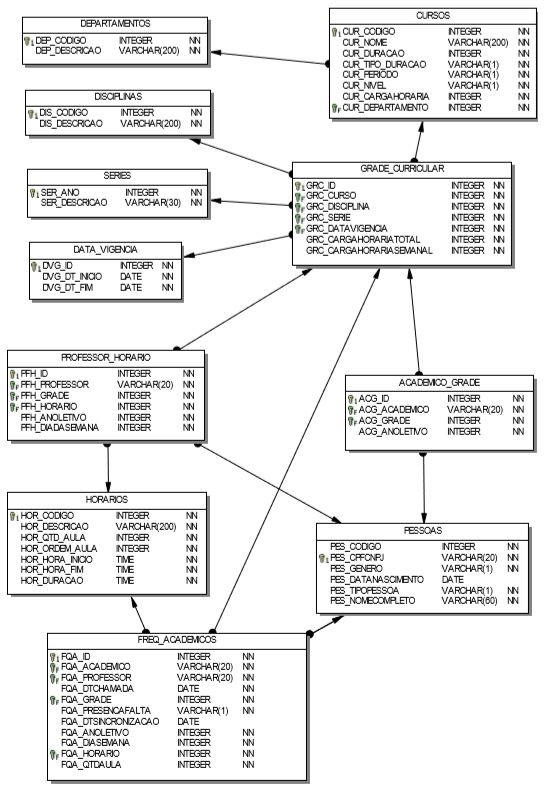 DEPARTAMENTOS
DEP_CODIGO INTEGER NN
DEP_DESCRICAO VARCHAR(200) NN
CURSOS
CUR_CODIGO INTEGER NN
CUR_NOME VARCHAR(200) NN
CUR_DURACAO INTEGER NN
CUR_TIPO_DURACAO VARCHAR(1) NN
CUR_PERIODO VARCHAR(1) NN
CUR_NIVEL VARCHAR(1) NN
CUR_CARGAHORARIA INTEGER NN
CUR_DEPARTAMENTO INTEGER NN
DISCIPLINAS
DIS_CODIGO INTEGER NN
DIS_DESCRICAO VARCHAR(200) NN
SERIES
SER_ANO INTEGER NN
SER_DESCRICAO VARCHAR(30) NN
GRADE_CURRICULAR
GRC_ID INTEGER NN
GRC_CURSO INTEGER NN
GRC_DISCIPLINA INTEGER NN
GRC_SERIE INTEGER NN
GRC_DATAVIGENCIA INTEGER NN
GRC_CARGAHORARIATOTAL INTEGER NN
GRC_CARGAHORARIASEMANAL INTEGER NN
DATA_VIGENCIA
DVG_ID INTEGER NN
DVG_DT_INICIO DATE NN
DVG_DT_FIM DATE NN
PROFESSOR_HORARIO
PFH_ID INTEGER NN
PFH_PROFESSOR VARCHAR(20) NN
PFH_GRADE INTEGER NN
PFH_HORARIO INTEGER NN
PFH_ANOLETIVO INTEGER NN
PFH_DIADASEMANA INTEGER NN
ACADEMICO_GRADE
ACG_ID INTEGER NN
ACG_ACADEMICO VARCHAR(20) NN
ACG_GRADE INTEGER NN
ACG_ANOLETIVO INTEGER NN
HORARIOS
HOR_CODIGO INTEGER NN
HOR_DESCRICAO VARCHAR(200) NN
HOR_QTD_AULA INTEGER NN
HOR_ORDEM_AULA INTEGER NN
HOR_HORA_INICIO TIME NN
HOR_HORA_FIM TIME NN
HOR_DURACAO TIME NN
PESSOAS
PES_CODIGO INTEGER NN
PES_CPFCNPJ VARCHAR(20) NN
PES_GENERO VARCHAR(1) NN
PES_DATANASCIMENTO DATE
PES_TIPOPESSOA VARCHAR(1) NN
PES_NOMECOMPLETO VARCHAR(60) NN
FREQ_ACADEMICOS
FQA_ID INTEGER NN
FQA_ACADEMICO VARCHAR(20) NN
FQA_PROFESSOR VARCHAR(20) NN
FQA_DTCHAMADA DATE NN
FQA_GRADE INTEGER NN
FQA_PRESENCAFALTA VARCHAR(1) NN
FQA_DTSINCRONIZACAO DATE
FQA_ANOLETIVO INTEGER NN
FQA_DIASEMANA INTEGER NN
FQA_HORARIO INTEGER NN
FQA_QTDAULA INTEGER NN